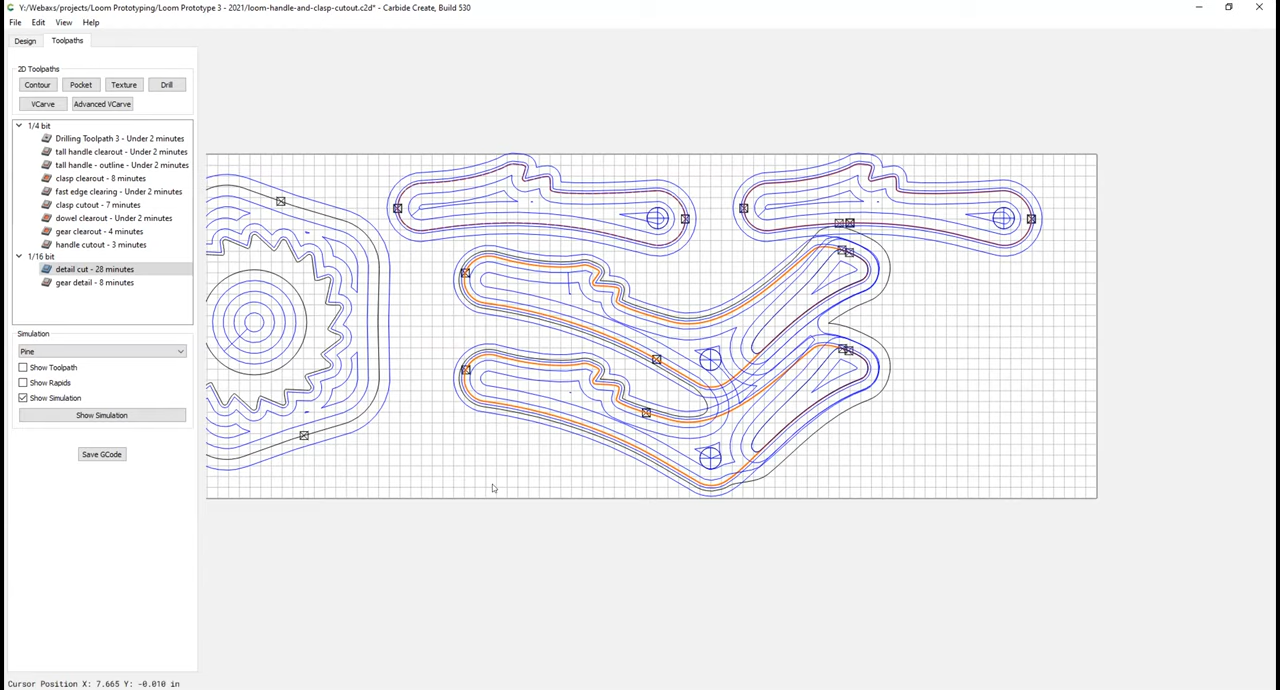 Y:/Webaxs/projects/Loom Prototyping/Loom Prototype 3 - 2021/loom-handle-and-clasp-cutout.c2d* - Carbide Create, Build 530
File Edit View Help
Design Toolpaths
2D Toolpaths
Contour Pocket Texture Drill
VCarve Advanced VCarve
1/4 bit
Drilling Toolpath 3 - Under 2 minutes
tall handle clearout - Under 2 minutes
tall handle - outline - Under 2 minutes
clasp clearout - 8 minutes
fast edge clearing - Under 2 minutes
clasp cutout - 7 minutes
dowel clearout - Under 2 minutes
gear clearout - 4 minutes
handle cutout - 3 minutes
1/16 bit
detail cut - 28 minutes
gear detail - 8 minutes
Simulation
Pine
Show Toolpath
Show Rapids
Show Simulation
Show Simulation
Save GCode
Cursor Position X: 7.665 Y: -0.010 in